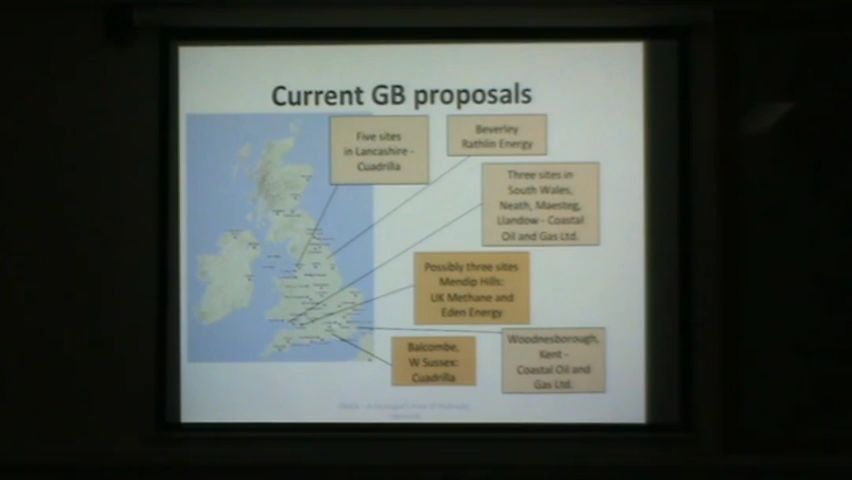 Current GB proposals
Five sites
in Lancashire -
Cuadrilla
Beverley
Rathlin Energy
Three sites in
South Wales,
Neath, Maesteg,
Llandow - Coastal
Oil and Gas Ltd.
Possibly three sites
Mendip Hills:
UK Methane and
Eden Energy
Balcombe,
W Sussex:
Cuadrilla
Woodnesborough,
Kent -
Coastal Oil and
Gas Ltd.